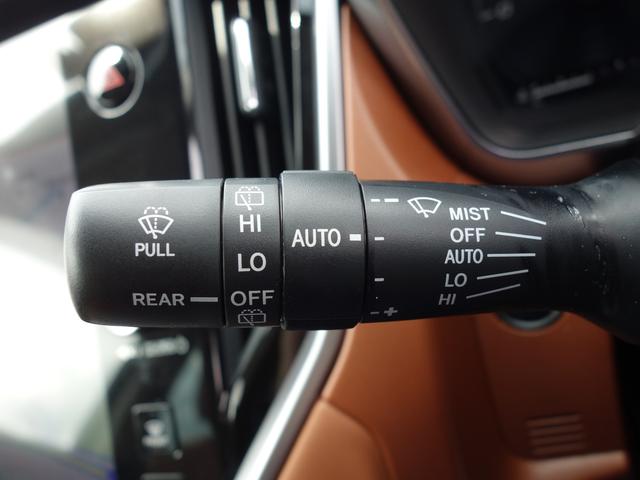 PULL
REAR
HI
LO
OFF
AUTO
- +
MIST
OFF
AUTO
LO
HI